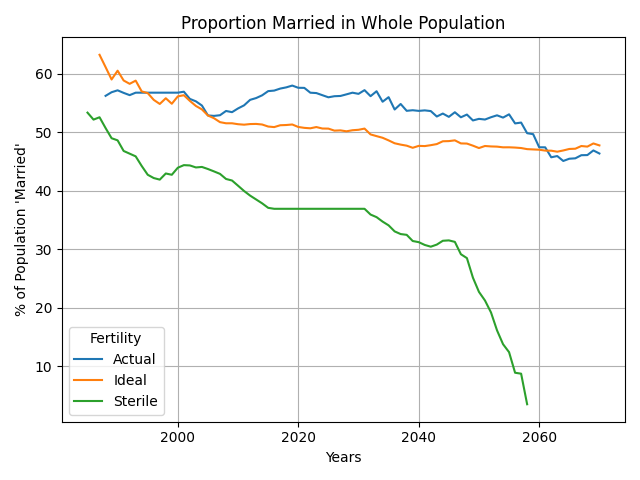 Proportion Married in Whole Population
% of Population 'Married'
60
50
40
30
20
10
Fertility
Actual
Ideal
Sterile
2000 2020 2040 2060
Years